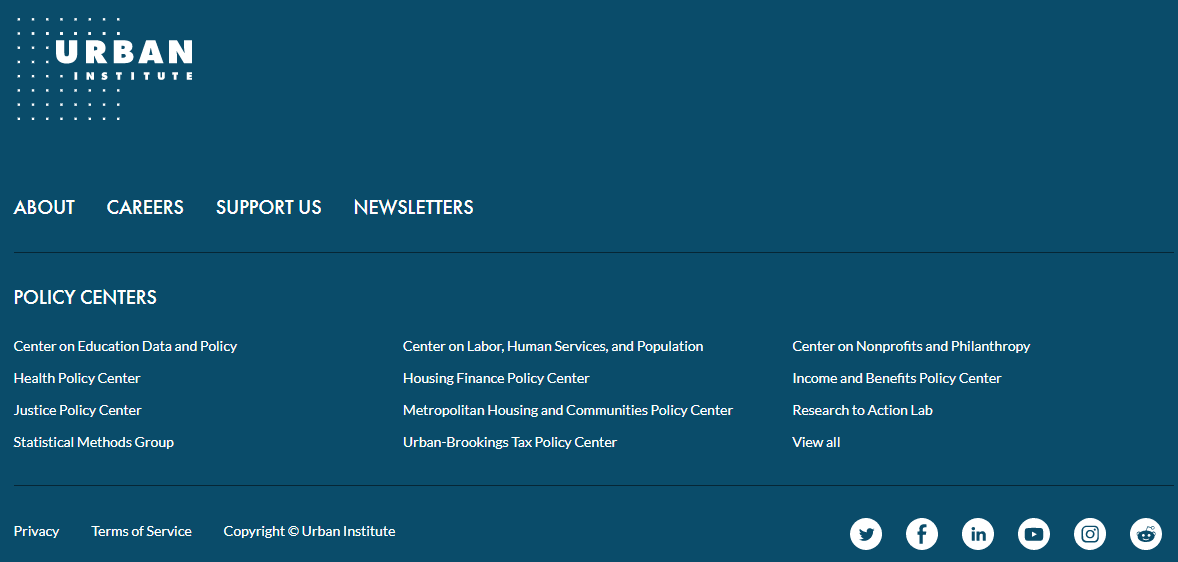 URBAN
INSTITUTE
ABOUT CAREERS SUPPORT US NEWSLETTERS
POLICY CENTERS
Center on Education Data and Policy Center on Labor, Human Services, and Population Center on Nonprofits and Philanthropy
Health Policy Center Housing Finance Policy Center Income and Benefits Policy Center
Justice Policy Center Metropolitan Housing and Communities Policy Center Research to Action Lab
Statistical Methods Group Urban-Brookings Tax Policy Center View all
Privacy Terms of Service Copyright © Urban Institute